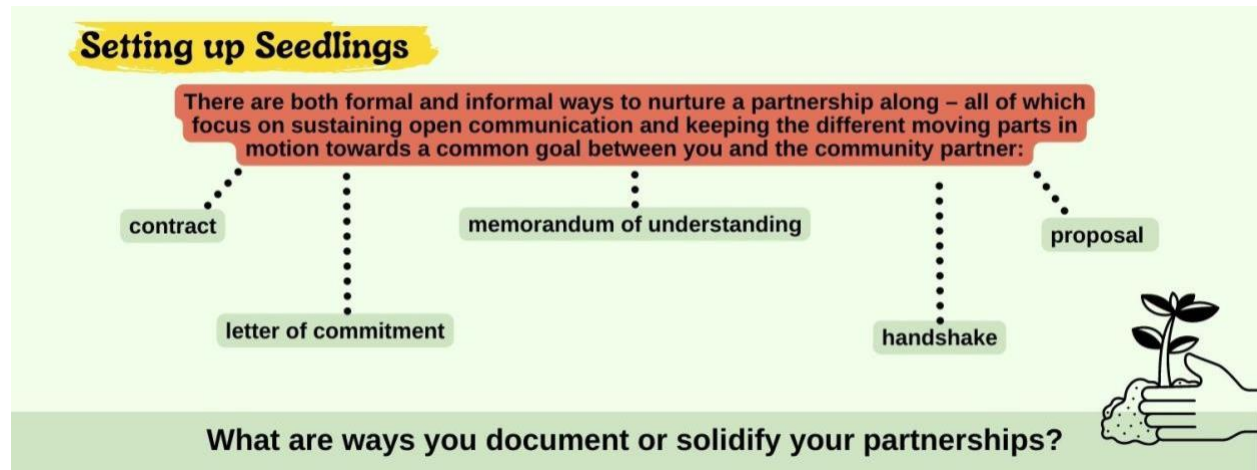 Setting up Seedlings
There are both formal and informal ways to nurture a partnership along – all of which
focus on sustaining open communication and keeping the different moving parts in
motion towards a common goal between you and the community partner:
contract
memorandum of understanding
proposal
letter of commitment
handshake
What are ways you document or solidify your partnerships?